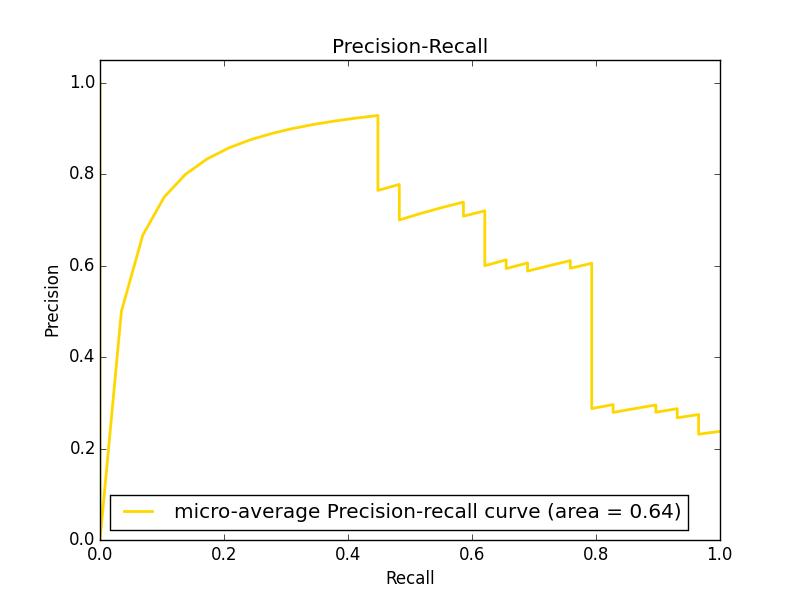 Precision-Recall
1.0
0.8
0.6
0.4
0.2
0.0
Precision
micro-average Precision-recall curve (area = 0.64)
0.0 0.2 0.4 0.6 0.8 1.0
Recall